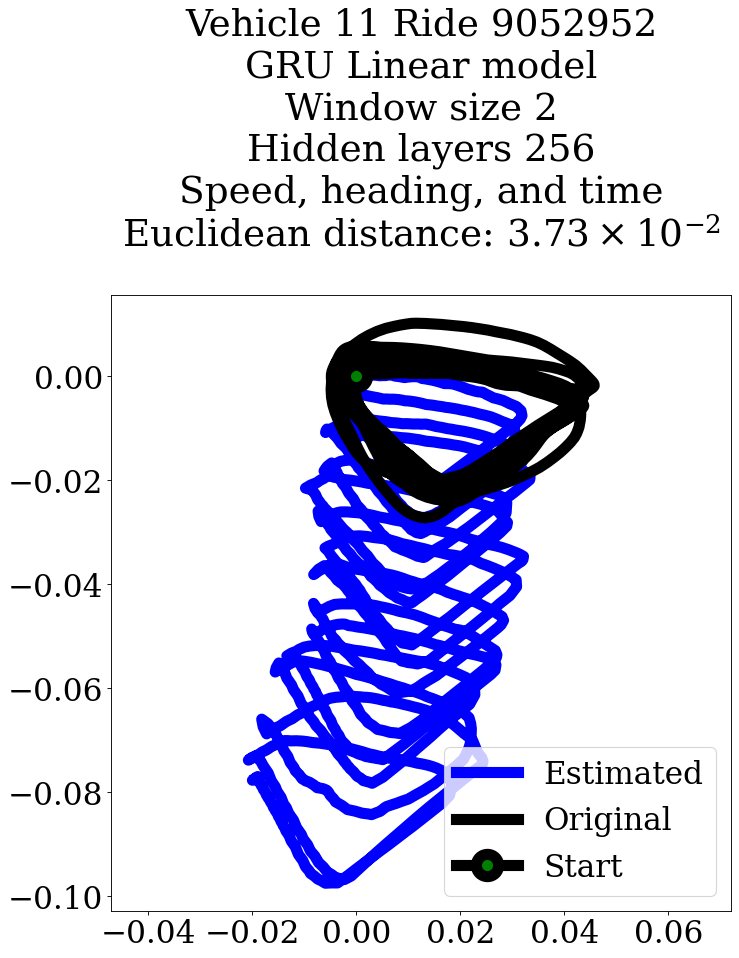 Vehicle 11 Ride 9052952
GRU Linear model
Window size 2
Hidden layers 256
Speed, heading, and time
Euclidean distance: 3.73 × 10⁻²
0.00
−0.02
−0.04
−0.06
−0.08
−0.10
Estimated
Original
Start
−0.04 −0.02 0.00 0.02 0.04 0.06